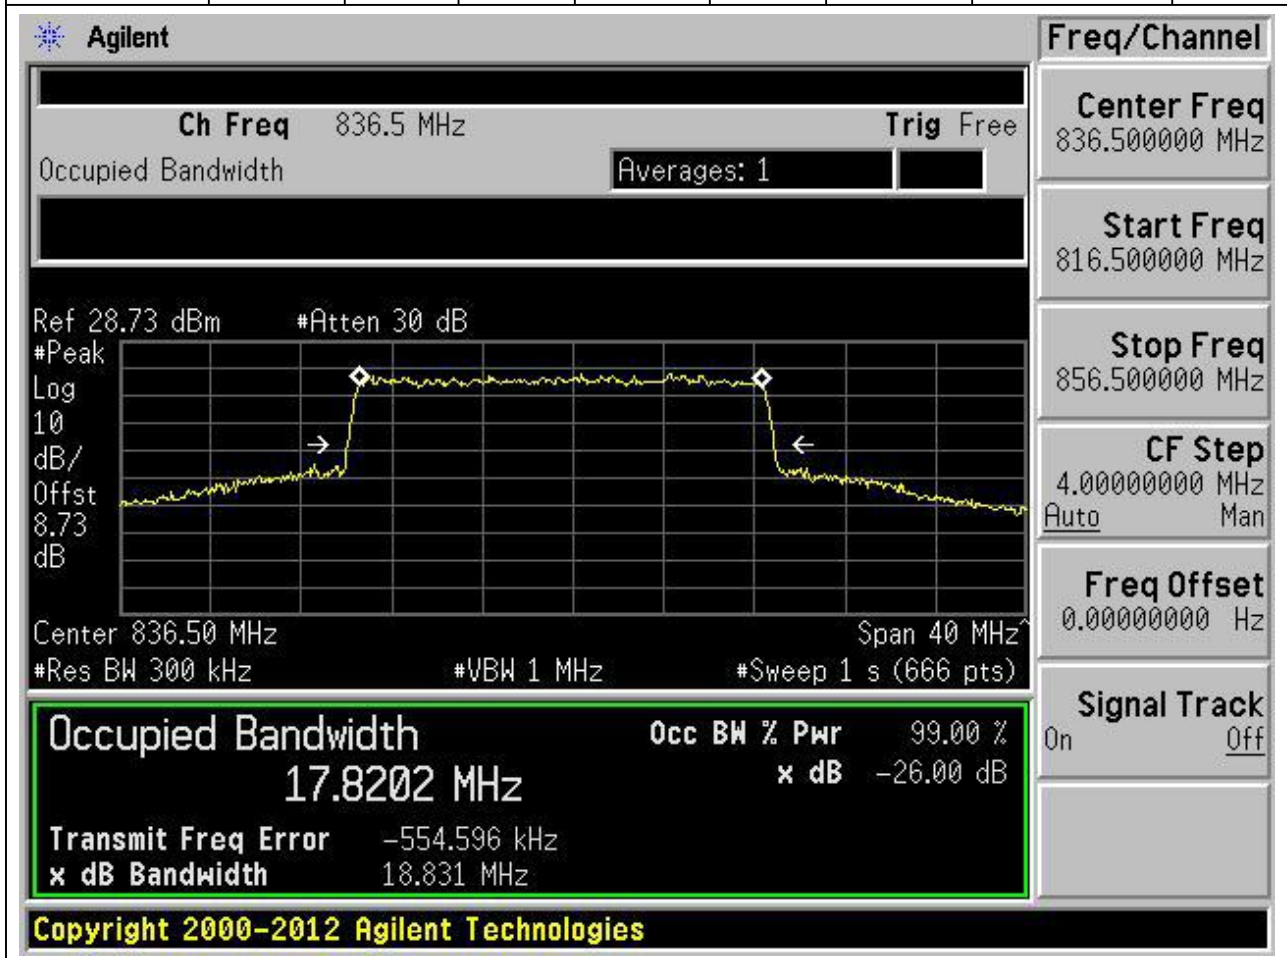 Agilent
Freq/Channel
Ch Freq 836.5 MHz Trig Free
Occupied Bandwidth Averages: 1
Center Freq
836.500000 MHz
Start Freq
816.500000 MHz
Stop Freq
856.500000 MHz
CF Step
4.00000000 MHz
Auto Man
Freq Offset
0.00000000 Hz
Signal Track
On Off
Ref 28.73 dBm #Atten 30 dB
#Peak
Log
10
dB/
Offst
8.73
dB
Center 836.50 MHz Span 40 MHz^
#Res BW 300 kHz #VBW 1 MHz #Sweep 1 s (666 pts)
Occupied Bandwidth Occ BW % Pwr 99.00 %
17.8202 MHz x dB -26.00 dB
Transmit Freq Error -554.596 kHz
x dB Bandwidth 18.831 MHz
Copyright 2000-2012 Agilent Technologies